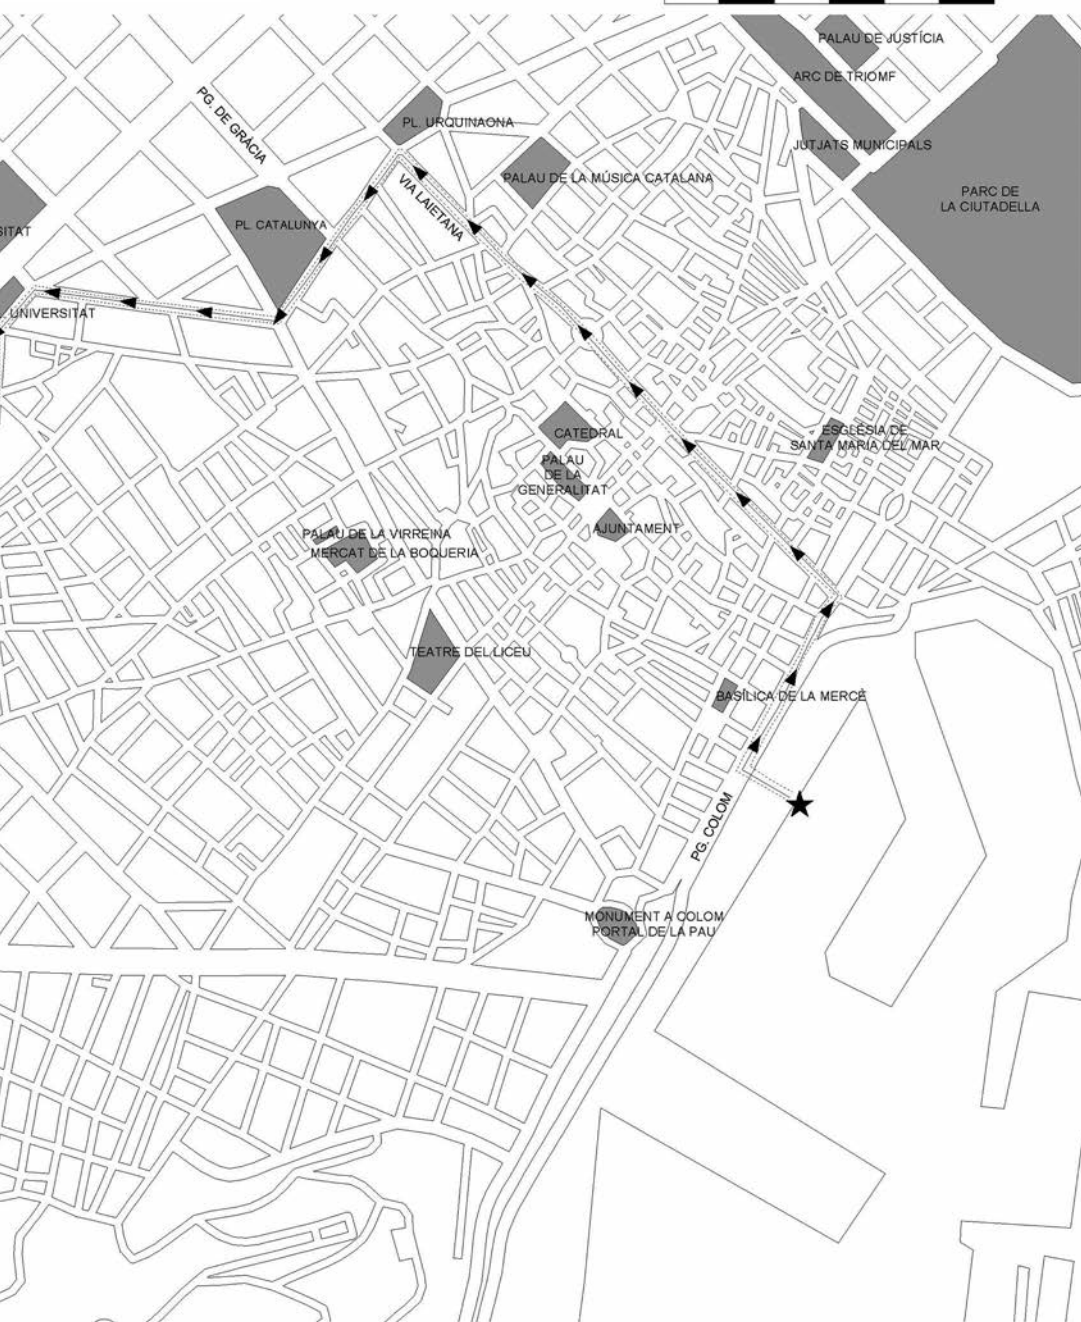 PALAU DE JUSTÍCIA
ARC DE TRIOMF
PG. DE GRÀCIA
PL. URQUINAONA
JUTJATS MUNICIPALS
PALAU DE LA MÚSICA CATALANA
VIA LAIETANA
PARC DE
LA CIUTADELLA
PL. CATALUNYA
SITAT
UNIVERSITAT
CATEDRAL
ESGLÉSIA DE
SANTA MARIA DEL MAR
PALAU
DE LA
GENERALITAT
AJUNTAMENT
PALAU DE LA VIRREINA
MERCAT DE LA BOQUERIA
TEATRE DEL LICEU
BASÍLICA DE LA MERCÈ
PG. COLOM
MONUMENT A COLOM
PORTAL DE LA PAU